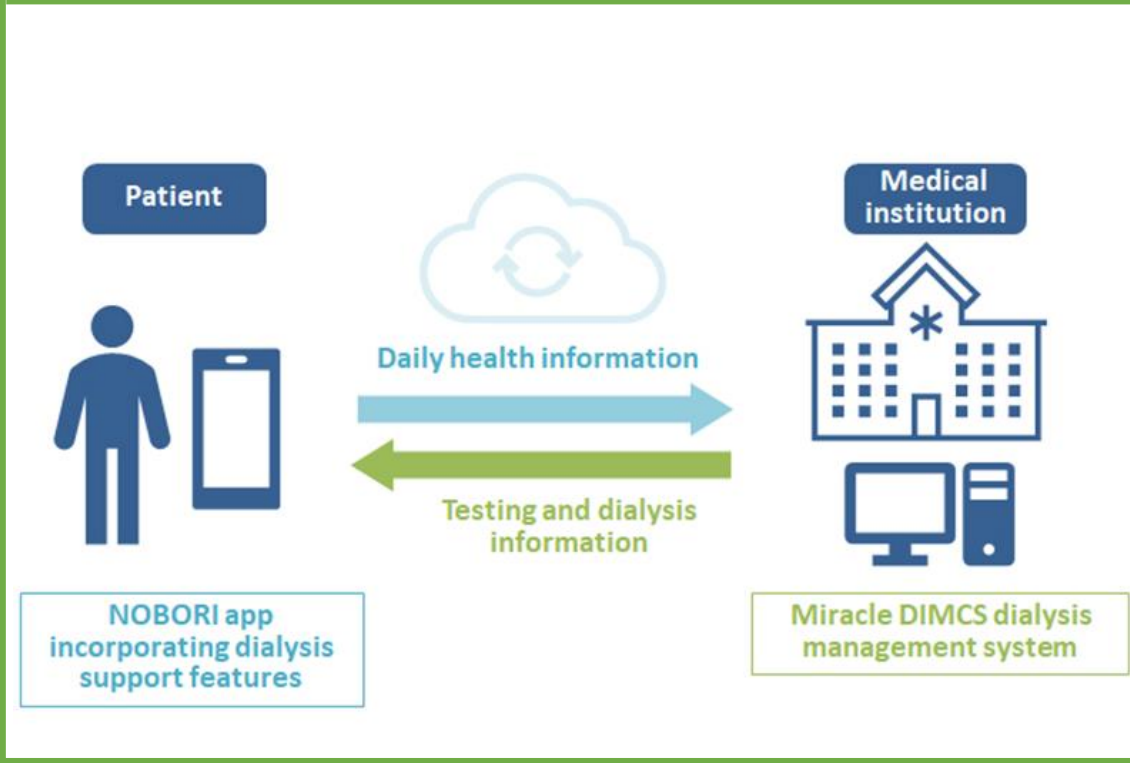 Patient
Medical
institution
Daily health information
Testing and dialysis
information
NOBORI app
incorporating dialysis
support features
Miracle DIMCS dialysis
management system